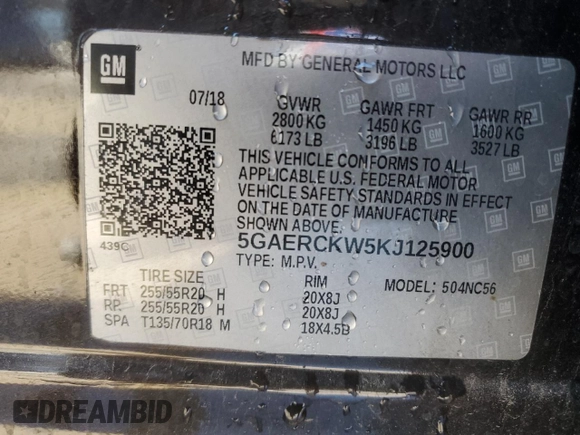 GM
MFD BY GENERAL MOTORS LLC
07/18 GVWR GAWR FRT GAWR RR
2800 KG 1450 KG 1600 KG
6173 LB 3196 LB 3527 LB
THIS VEHICLE CONFORMS TO ALL
APPLICABLE U.S. FEDERAL MOTOR
VEHICLE SAFETY STANDARDS IN EFFECT
ON THE DATE OF MANUFACTURE
SHOWN ABOVE.
439C
5GAERCKW5KJ125900
TYPE: M.P.V. MODEL: 504NC56
TIRE SIZE RIM
FRT 255/55R20 H 20X8J
RR 255/55R20 H 20X8J
SPA T135/70R18 M 18X4.5B
DREAMBID